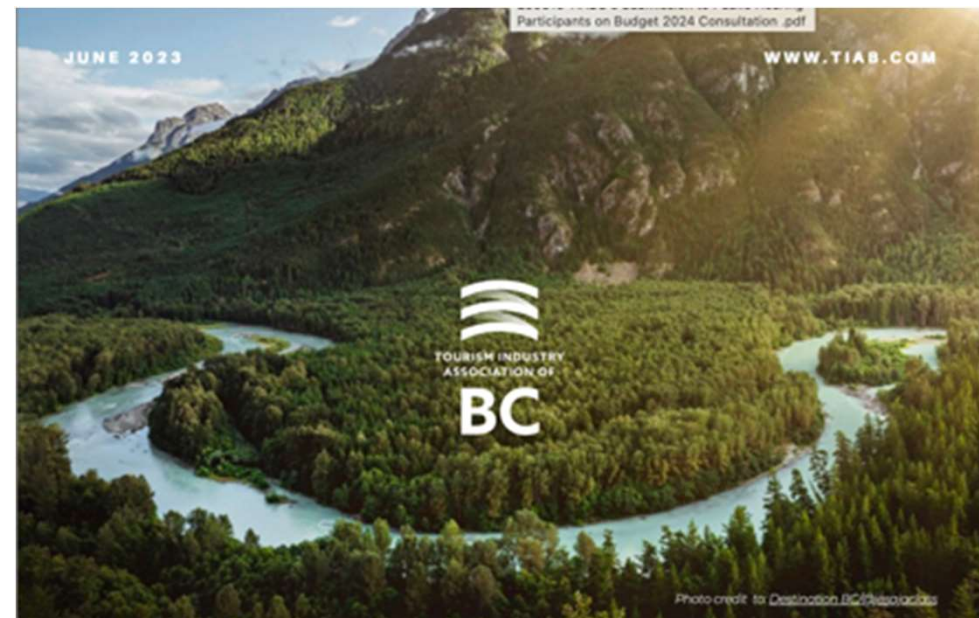 Participants on Budget 2024 Consultation .pdf
JUNE 2023
WWW.TIAB.COM
TOURISM INDUSTRY
ASSOCIATION OF
BC
Photo credit to: Destination BC/